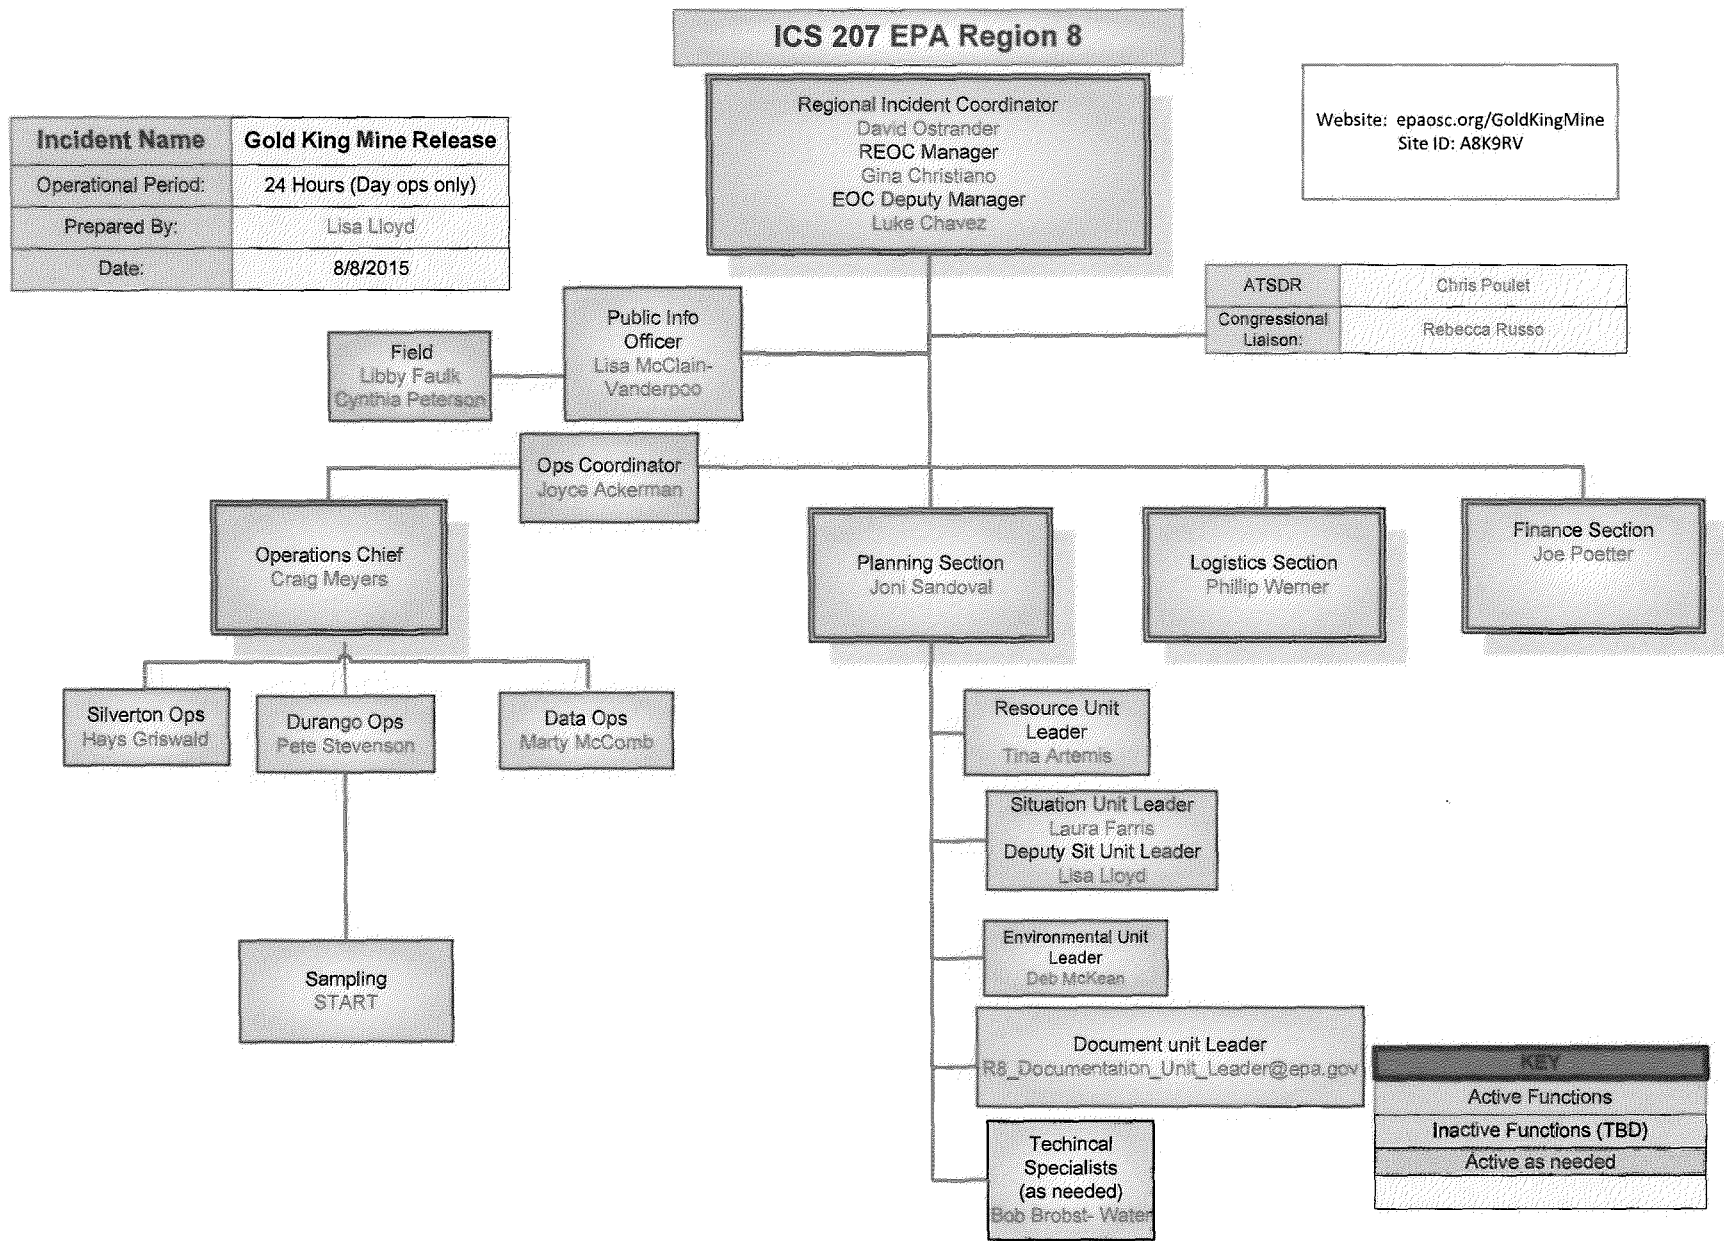 ICS 207 EPA Region 8
Regional Incident Coordinator
David Ostrander
REOC Manager
Gina Christiano
EOC Deputy Manager
Luke Chavez
Website: epaosc.org/GoldKingMine
Site ID: A8K9RV
Incident Name Gold King Mine Release
Operational Period: 24 Hours (Day ops only)
Prepared By: Lisa Lloyd
Date: 8/8/2015
ATSDR Chris Poulet
Congressional
Liaison: Rebecca Russo
Public Info
Officer
Lisa McClain-
Vanderpoo
Field
Libby Faulk
Cynthia Peterson
Ops Coordinator
Joyce Ackerman
Operations Chief
Craig Meyers
Planning Section
Joni Sandoval
Logistics Section
Phillip Werner
Finance Section
Joe Poetter
Silverton Ops
Hays Griswald
Durango Ops
Pete Stevenson
Data Ops
Marty McComb
Sampling
START
Resource Unit
Leader
Tina Artemis
Situation Unit Leader
Laura Farris
Deputy Sit Unit Leader
Lisa Lloyd
Environmental Unit
Leader
Deb McKean
Document unit Leader
R8_Documentation_Unit_Leader@epa.gov
Techincal
Specialists
(as needed)
Bob Brobst- Water
KEY
Active Functions
Inactive Functions (TBD)
Active as needed